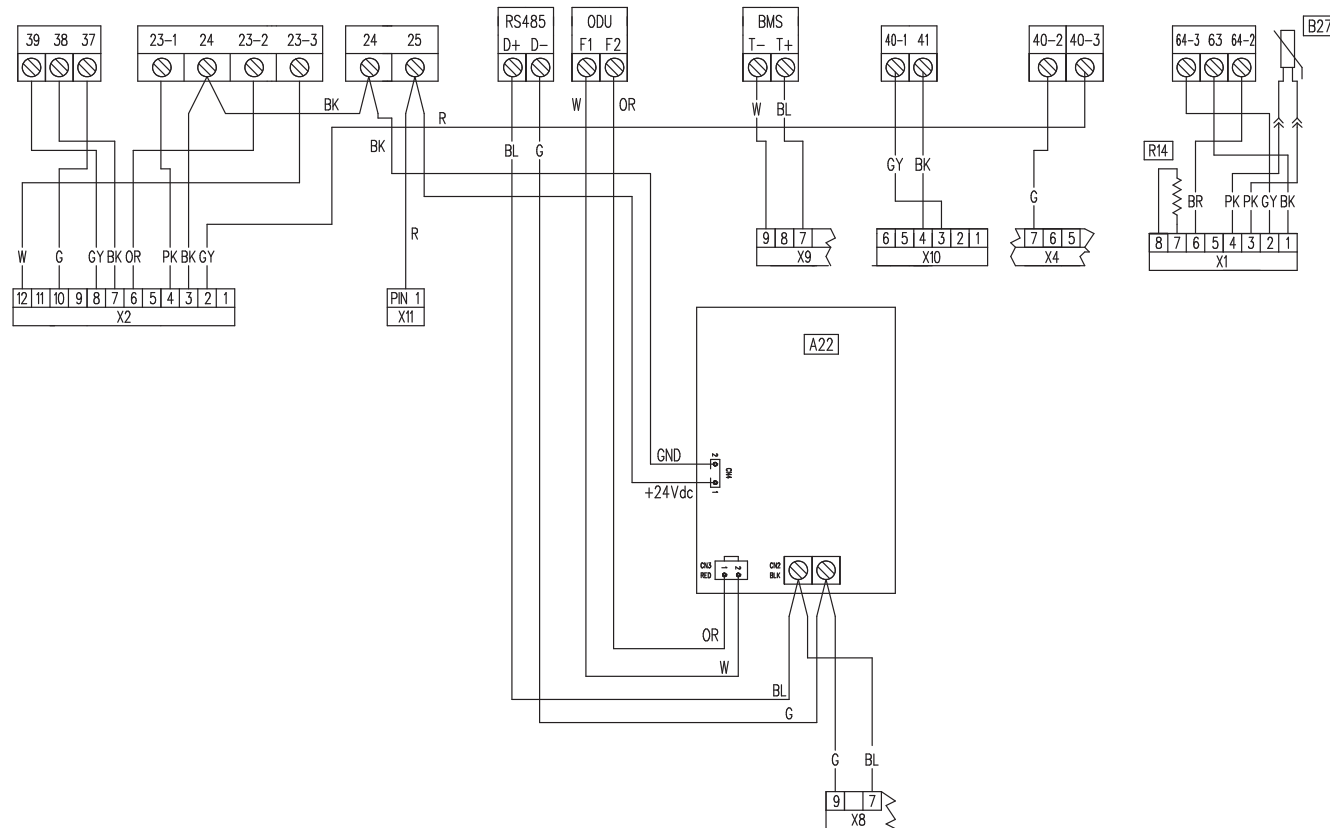 39 38 37
23-1 24 23-2 23-3
24 25
RS485
D+ D-
ODU
F1 F2
BMS
T- T+
40-1 41
40-2 40-3
64-3 63 64-2
B27
BK
W
OR
W
BL
R
BK
BL
G
GY
BK
R14
G
BR
PK
PK
GY
BK
R
W
G
GY
BK
OR
PK
BK
GY
9 8 7
X9
6 5 4 3 2 1
X10
7 6 5
X4
8 7 6 5 4 3 2 1
X1
12 11 10 9 8 7 6 5 4 3 2 1
X2
PIN 1
X11
A22
GND
+24Vdc
2
1
CN4
CN3
RED
1 2
CN2
BLK
OR
W
BL
G
G
BL
9 7
X8